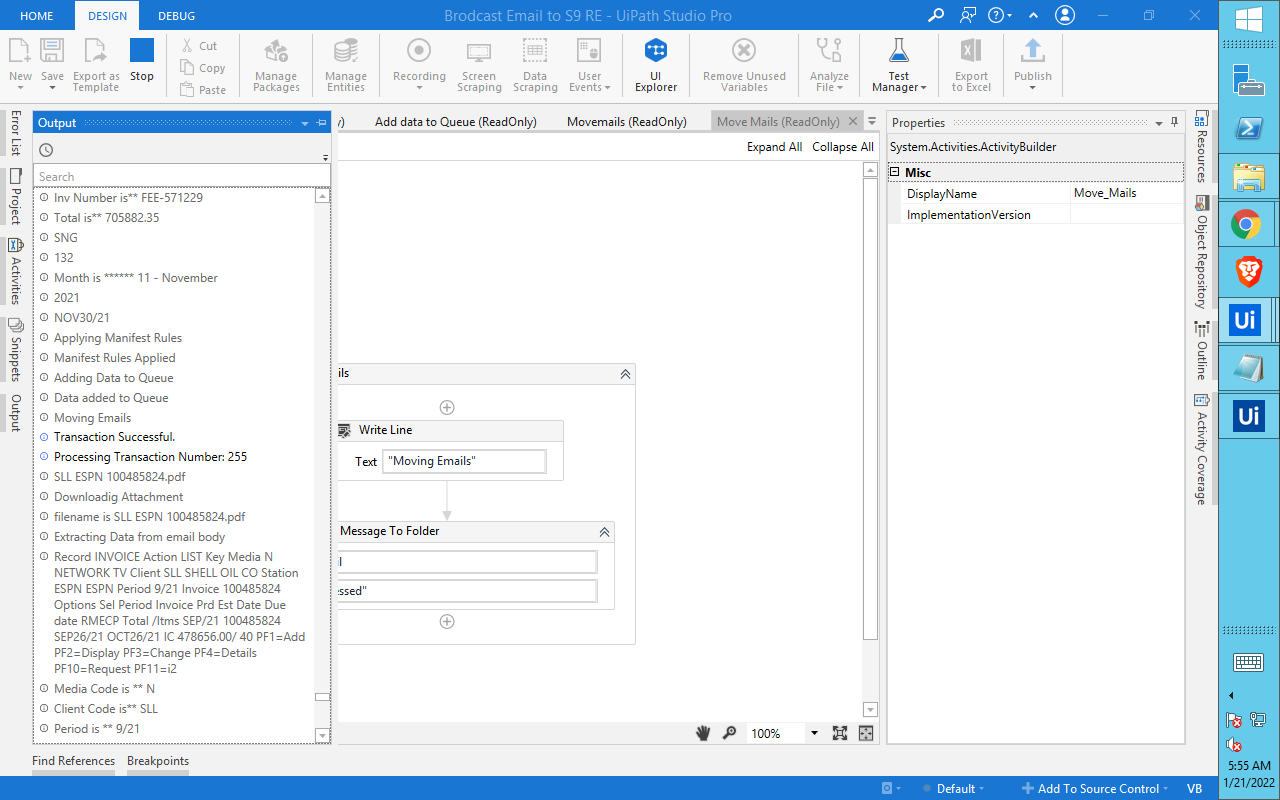 HOME DESIGN DEBUG Brodcast Email to S9 RE - UiPath Studio Pro
New Save Export as Template Stop Cut Copy Paste Manage Packages Manage Entities Recording Screen Scraping Data Scraping User Events UI Explorer Remove Unused Variables Analyze File Test Manager Export to Excel Publish
Error List
Project
Activities
Snippets
Output
Output
Search
Inv Number is** FEE-571229
Total is** 705882.35
SNG
132
Month is ****** 11 - November
2021
NOV30/21
Applying Manifest Rules
Manifest Rules Applied
Adding Data to Queue
Data added to Queue
Moving Emails
Transaction Successful.
Processing Transaction Number: 255
SLL ESPN 100485824.pdf
Downloadig Attachment
filename is SLL ESPN 100485824.pdf
Extracting Data from email body
Record INVOICE Action LIST Key Media N
NETWORK TV Client SLL SHELL OIL CO Station
ESPN ESPN Period 9/21 Invoice 100485824
Options Sel Period Invoice Prd Est Date Due
date RMECP Total /Itms SEP/21 100485824
SEP26/21 OCT26/21 IC 478656.00/ 40 PF1=Add
PF2=Display PF3=Change PF4=Details
PF10=Request PF11=i2
Media Code is ** N
Client Code is** SLL
Period is ** 9/21
Find References Breakpoints
y) Add data to Queue (ReadOnly) Movemails (ReadOnly) Move Mails (ReadOnly)
Expand All Collapse All
ils
Write Line
Text "Moving Emails"
Message To Folder
il
essed"
100%
Properties
System.Activities.ActivityBuilder
Misc
DisplayName Move_Mails
ImplementationVersion
Resources
Object Repository
Outline
Activity Coverage
Default Add To Source Control VB
Ui
Ui
5:55 AM
1/21/2022